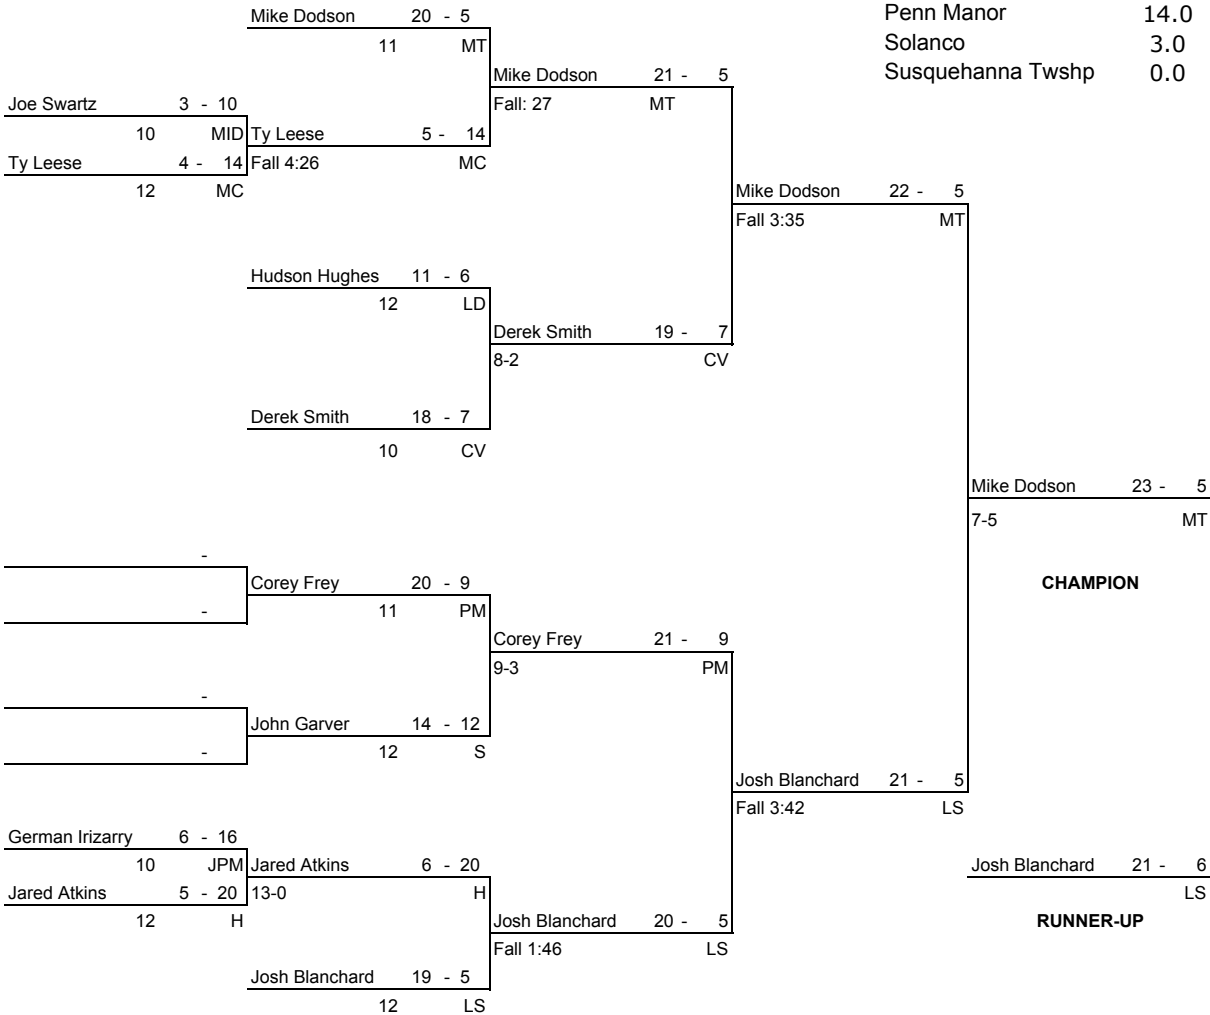 Mike Dodson 20 - 5 Penn Manor 14.0
11 MT Solanco 3.0
Mike Dodson 21 - 5 Susquehanna Twshp 0.0
Joe Swartz 3 - 10 Fall: 27 MT
10 MID Ty Leese 5 - 14
Ty Leese 4 - 14 Fall 4:26 MC
12 MC Mike Dodson 22 - 5
Fall 3:35 MT
Hudson Hughes 11 - 6
12 LD
Derek Smith 19 - 7
8-2 CV
Derek Smith 18 - 7
10 CV
Mike Dodson 23 - 5
7-5 MT
-
Corey Frey 20 - 9 CHAMPION
- 11 PM
Corey Frey 21 - 9
9-3 PM
-
John Garver 14 - 12
- 12 S
Josh Blanchard 21 - 5
Fall 3:42 LS
German Irizarry 6 - 16
10 JPM Jared Atkins 6 - 20 Josh Blanchard 21 - 6
Jared Atkins 5 - 20 13-0 H LS
12 H Josh Blanchard 20 - 5 RUNNER-UP
Fall 1:46 LS
Josh Blanchard 19 - 5
12 LS